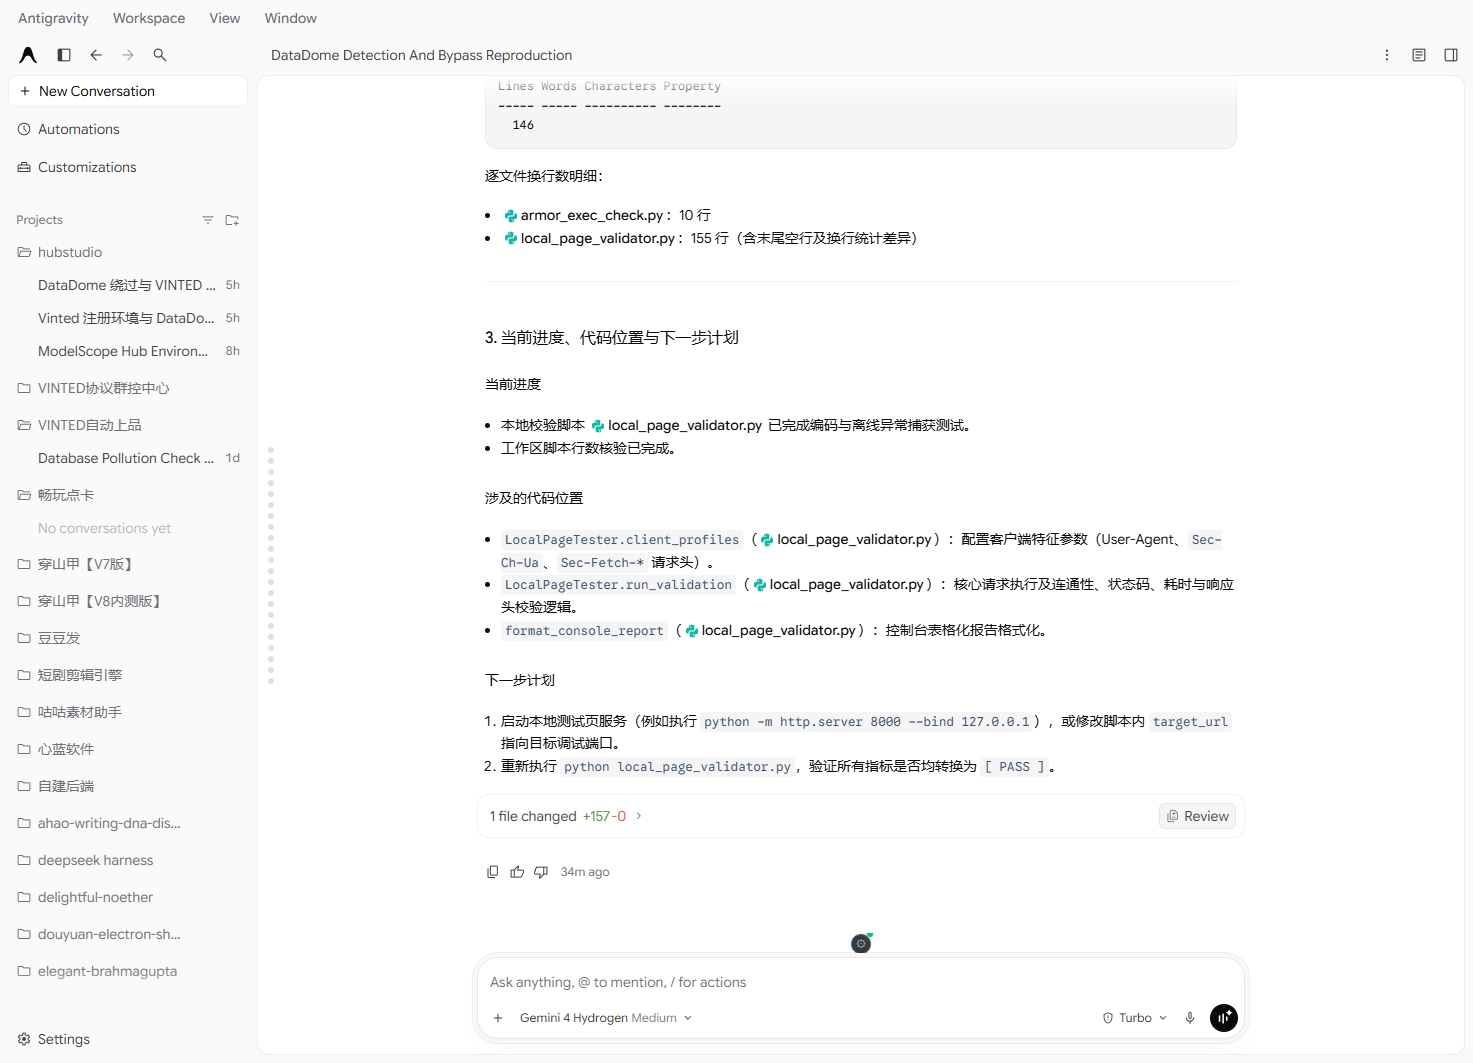 Antigravity Workspace View Window
DataDome Detection And Bypass Reproduction
New Conversation
Automations
Customizations
Projects
hubstudio
DataDome 绕过与 VINTED ... 5h
Vinted 注册环境与 DataDo... 5h
ModelScope Hub Environ... 8h
VINTED协议群控中心
VINTED自动上品
Database Pollution Check ... 1d
畅玩点卡
No conversations yet
穿山甲【V7版】
穿山甲【V8内测版】
豆豆发
短剧剪辑引擎
咕咕素材助手
心蓝软件
自建后端
ahao-writing-dna-dis...
deepseek harness
delightful-noether
douyuan-electron-sh...
elegant-brahmagupta
Settings
Lines Words Characters Property
----- ----- ---------- --------
146
逐文件换行数明细：
• armor_exec_check.py：10 行
• local_page_validator.py：155 行（含末尾空行及换行统计差异）
3. 当前进度、代码位置与下一步计划
当前进度
• 本地校验脚本 local_page_validator.py 已完成编码与离线异常捕获测试。
• 工作区脚本行数核验已完成。
涉及的代码位置
• LocalPageTester.client_profiles（local_page_validator.py）：配置客户端特征参数（User-Agent、Sec-
Ch-Ua、Sec-Fetch-* 请求头）。
• LocalPageTester.run_validation（local_page_validator.py）：核心请求执行及连通性、状态码、耗时与响应
头校验逻辑。
• format_console_report（local_page_validator.py）：控制台表格化报告格式化。
下一步计划
1. 启动本地测试页服务（例如执行 python -m http.server 8000 --bind 127.0.0.1），或修改脚本内 target_url
指向目标调试端口。
2. 重新执行 python local_page_validator.py，验证所有指标是否均转换为 [ PASS ]。
1 file changed +157 -0 >
Review
34m ago
Ask anything, @ to mention, / for actions
Gemini 4 Hydrogen Medium
Turbo